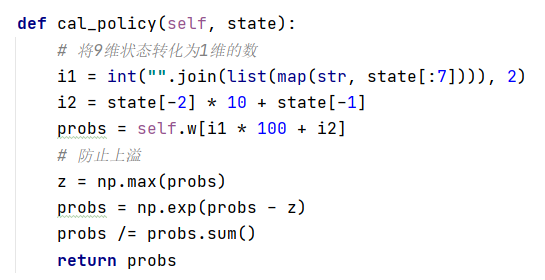 def cal_policy(self, state):
    # 将9维状态转化为1维的数
    i1 = int("".join(list(map(str, state[:7]))), 2)
    i2 = state[-2] * 10 + state[-1]
    probs = self.w[i1 * 100 + i2]
    # 防止上溢
    z = np.max(probs)
    probs = np.exp(probs - z)
    probs /= probs.sum()
    return probs